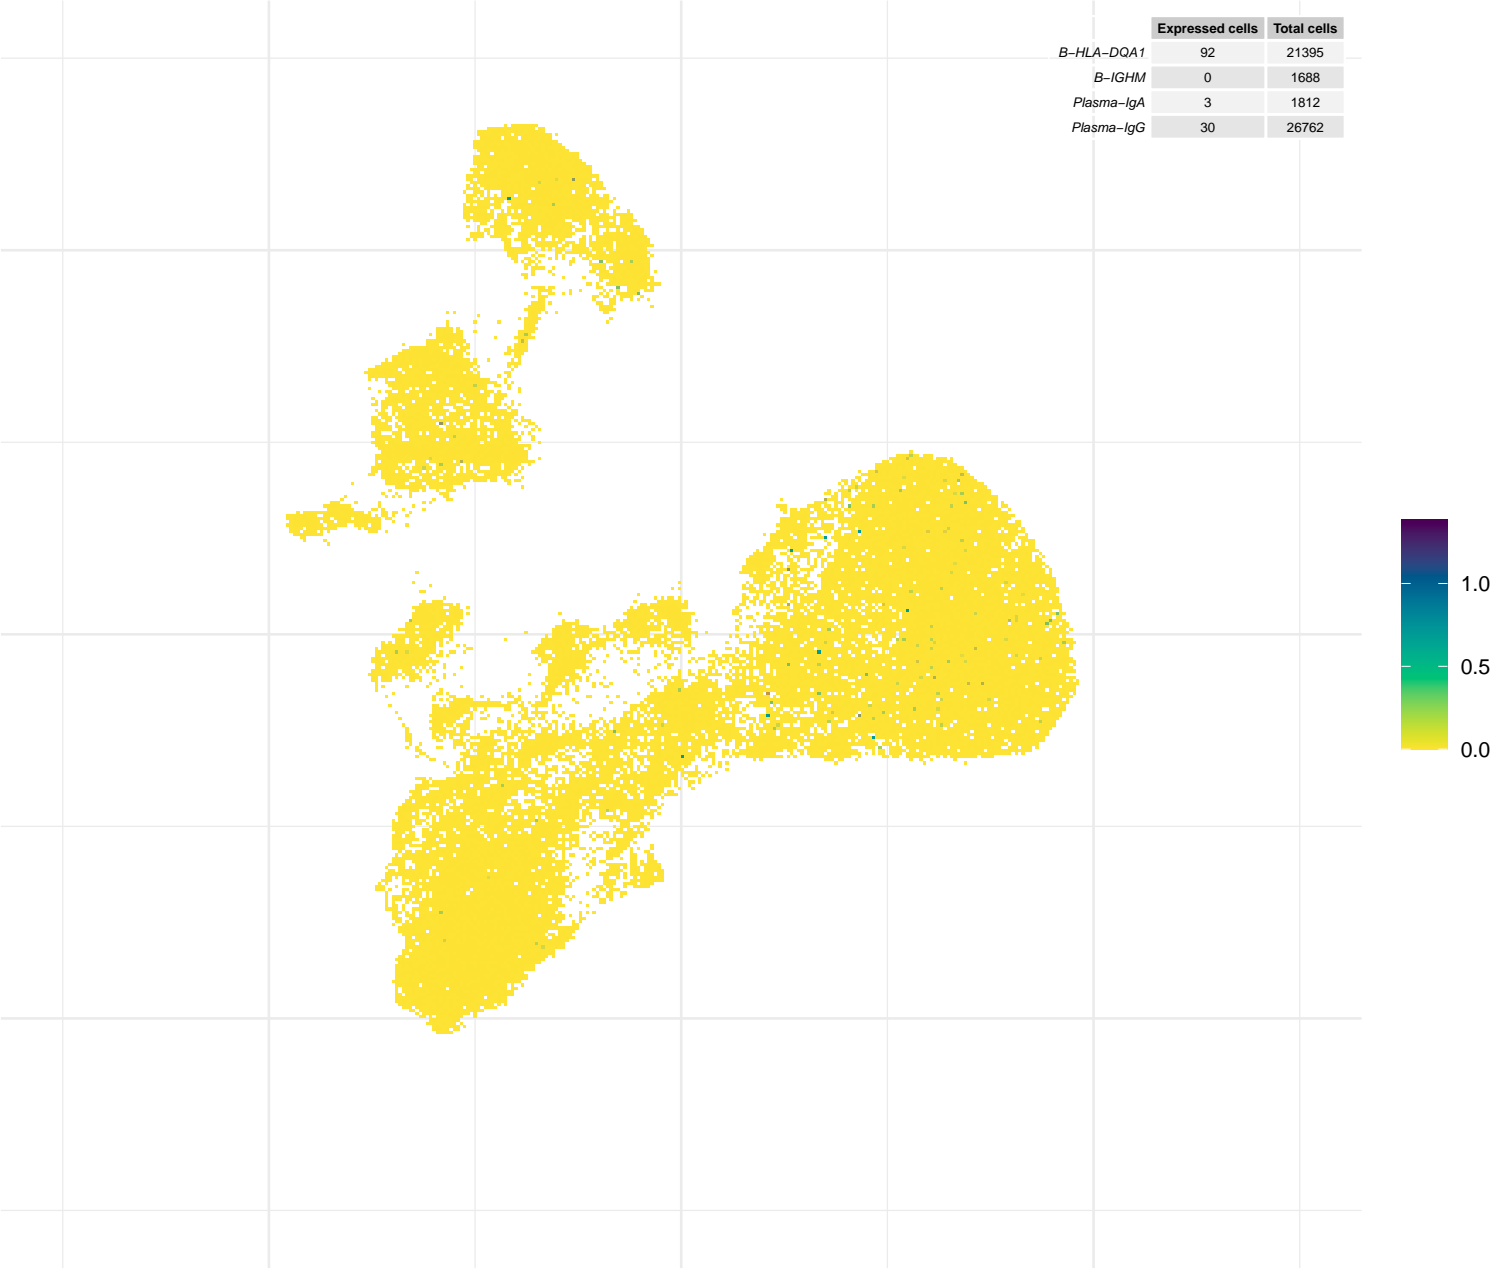 Expressed cells Total cells
B−HLA−DQA1 92 21395
B−IGHM 0 1688
Plasma−IgA 3 1812
Plasma−IgG 30 26762
1.0
0.5
0.0